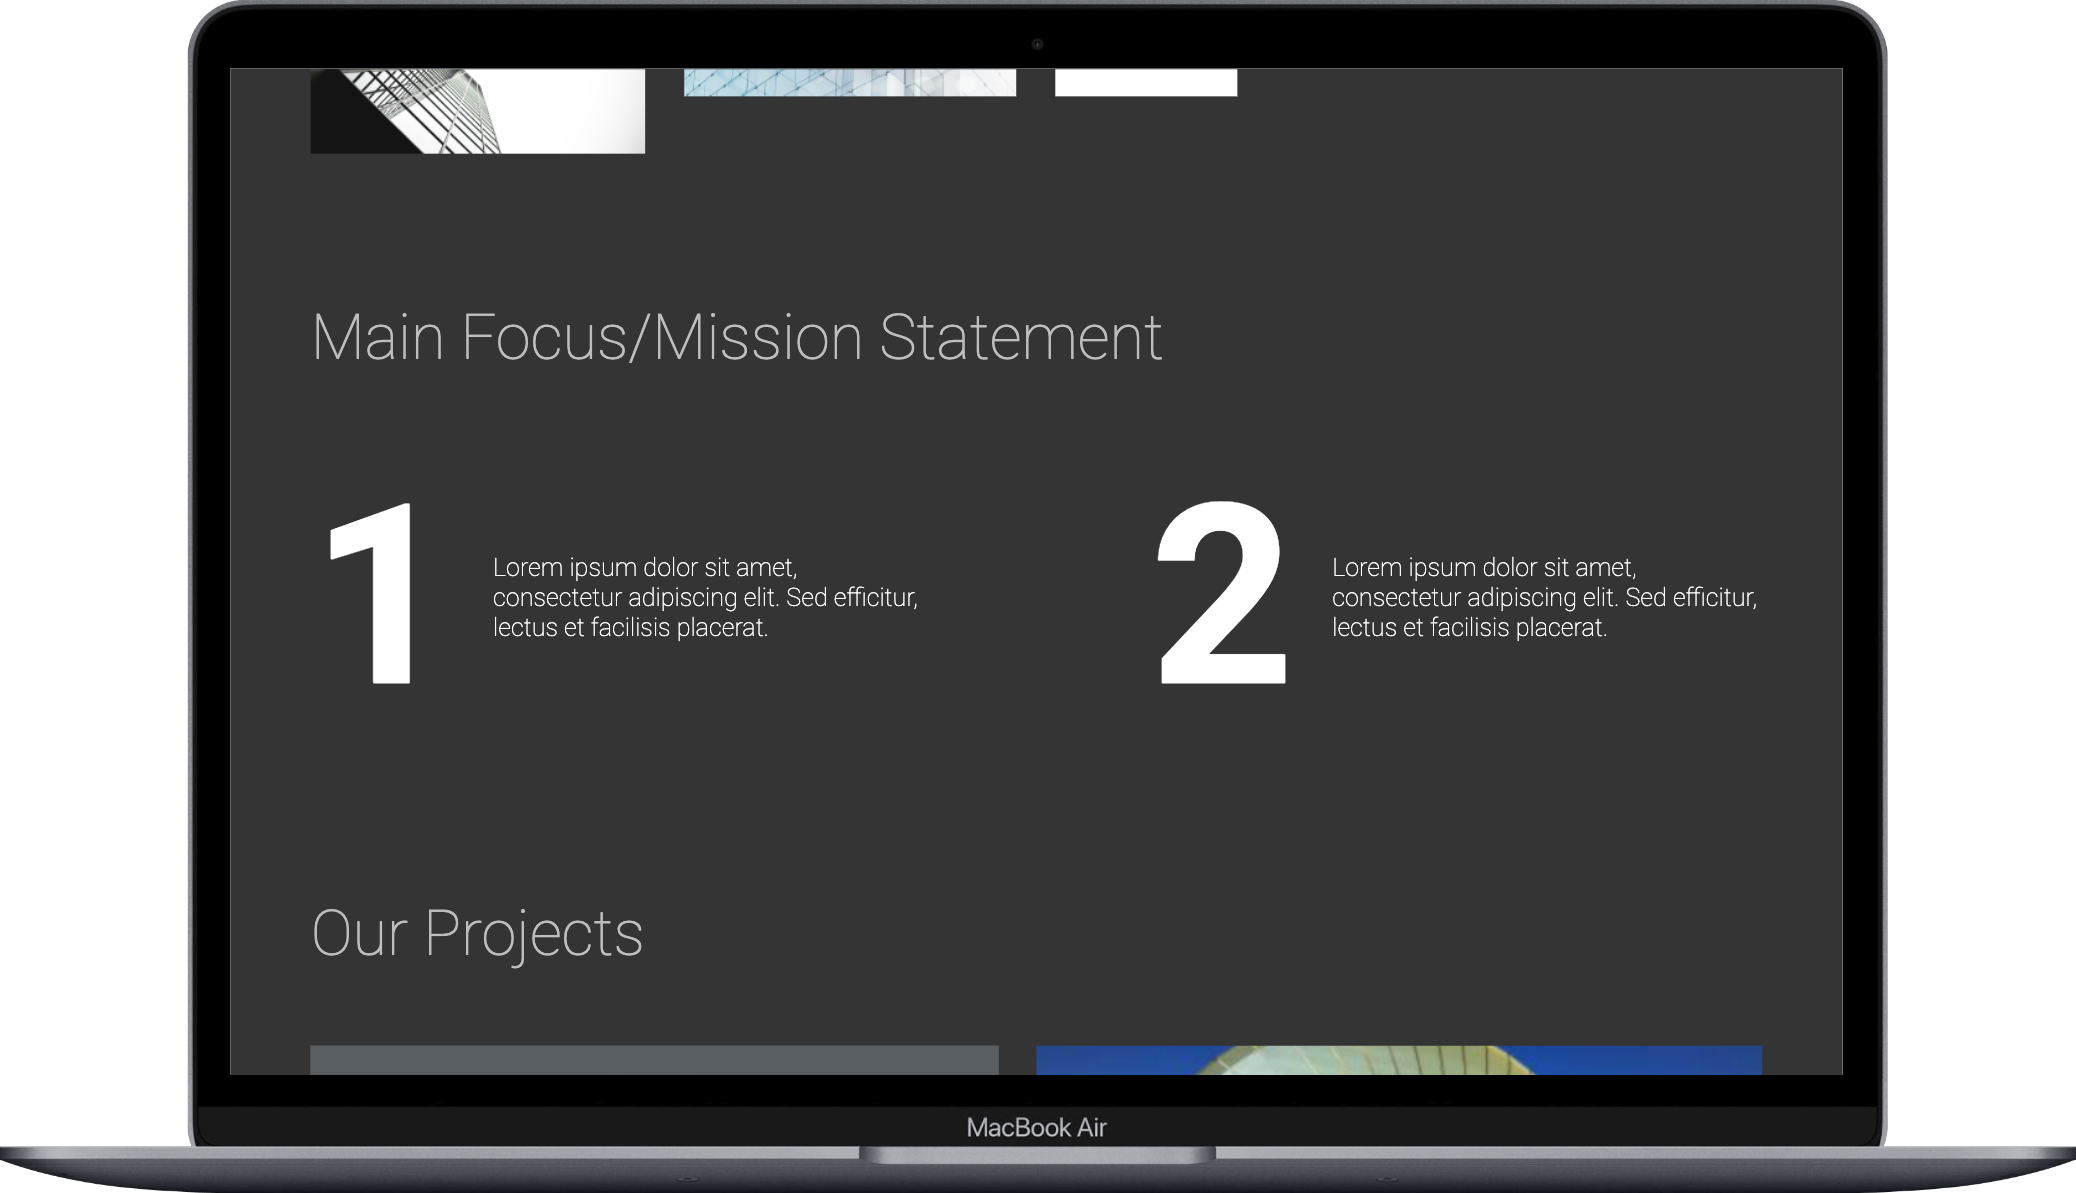 Main Focus/Mission Statement
1
Lorem ipsum dolor sit amet,
consectetur adipiscing elit. Sed efficitur,
lectus et facilisis placerat.
2
Lorem ipsum dolor sit amet,
consectetur adipiscing elit. Sed efficitur,
lectus et facilisis placerat.
Our Projects
MacBook Air